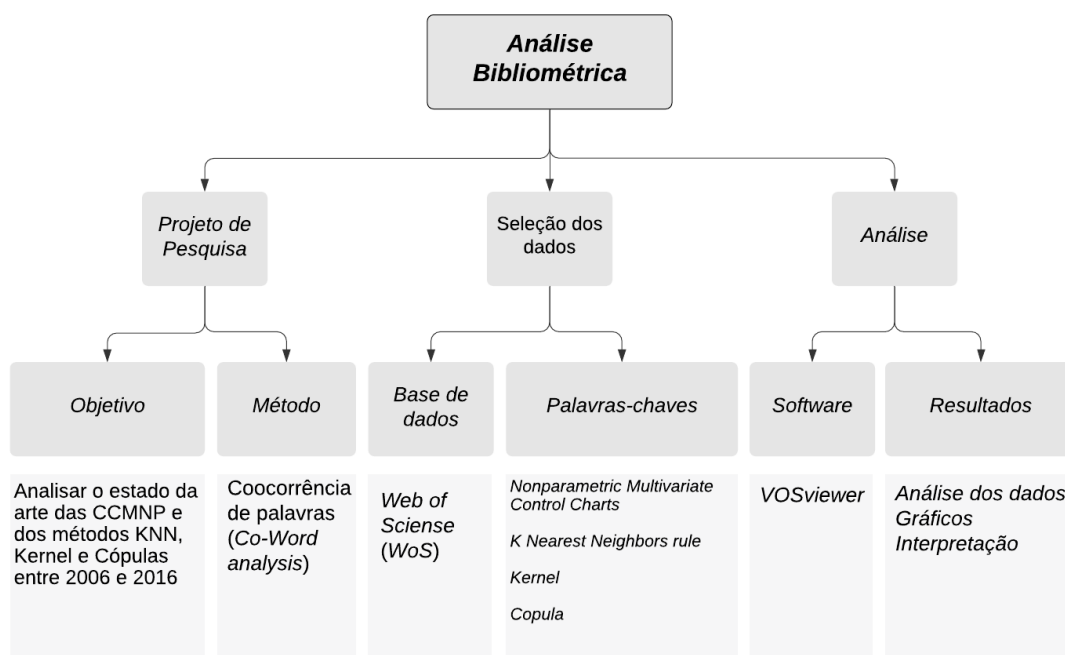 Análise
Bibliométrica
Projeto de
Pesquisa
Seleção dos
dados
Análise
Objetivo
Método
Base de
dados
Palavras-chaves
Software
Resultados
Analisar o estado da
arte das CCMNP e
dos métodos KNN,
Kernel e Cópulas
entre 2006 e 2016
Coocorrência
de palavras
(Co-Word
analysis)
Web of
Sciense
(WoS)
Nonparametric Multivariate
Control Charts
K Nearest Neighbors rule
Kernel
Copula
VOSviewer
Análise dos dados
Gráficos
Interpretação